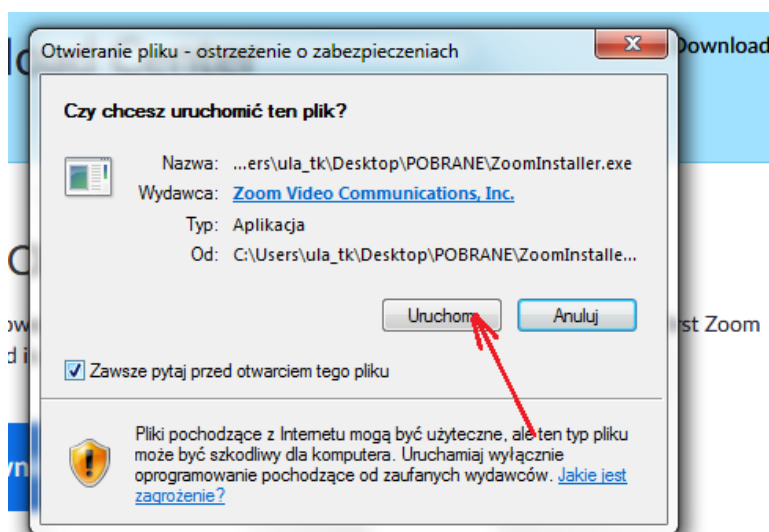 Download
Otwieranie pliku - ostrzeżenie o zabezpieczeniach
Czy chcesz uruchomić ten plik?
Nazwa: ...ers\ula_tk\Desktop\POBRANE\ZoomInstaller.exe
Wydawca: Zoom Video Communications, Inc.
Typ: Aplikacja
Od: C:\Users\ula_tk\Desktop\POBRANE\ZoomInstalle...
Uruchom Anuluj
rst Zoom
Zawsze pytaj przed otwarciem tego pliku
Pliki pochodzące z Internetu mogą być użyteczne, ale ten typ pliku
może być szkodliwy dla komputera. Uruchamiaj wyłącznie
oprogramowanie pochodzące od zaufanych wydawców. Jakie jest
zagrożenie?